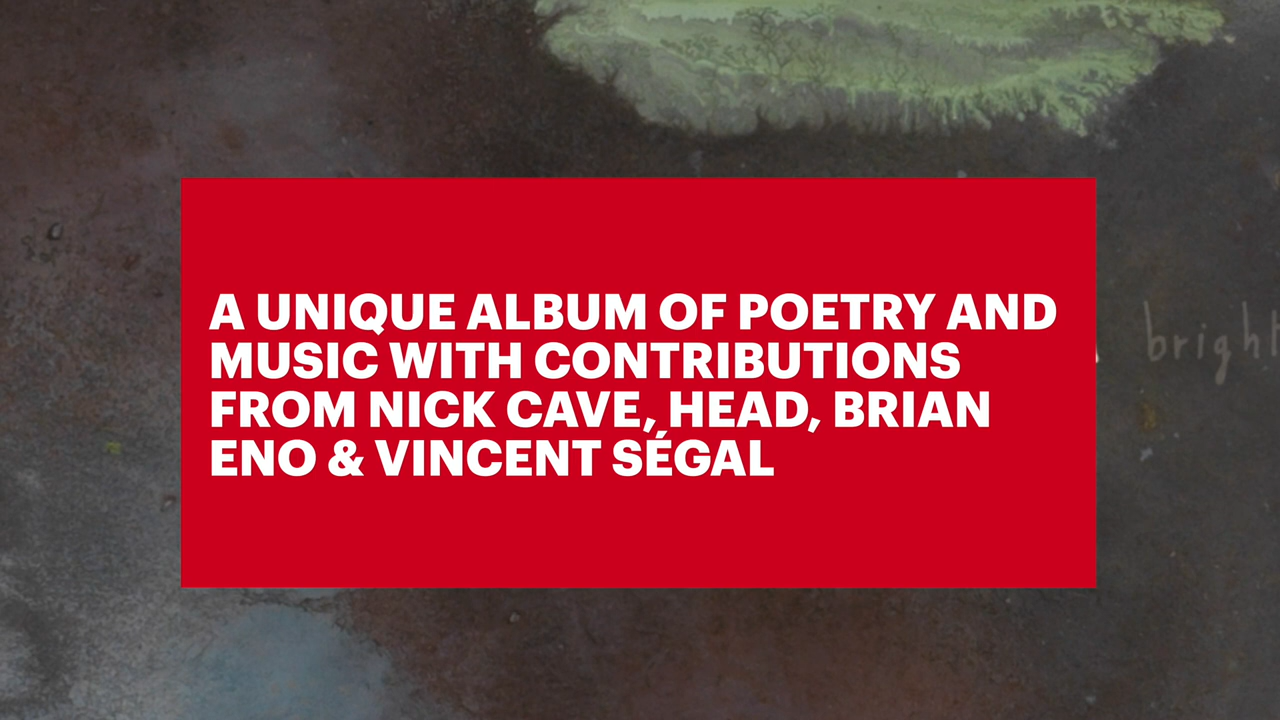 A UNIQUE ALBUM OF POETRY AND
MUSIC WITH CONTRIBUTIONS
FROM NICK CAVE, HEAD, BRIAN
ENO & VINCENT SÉGAL